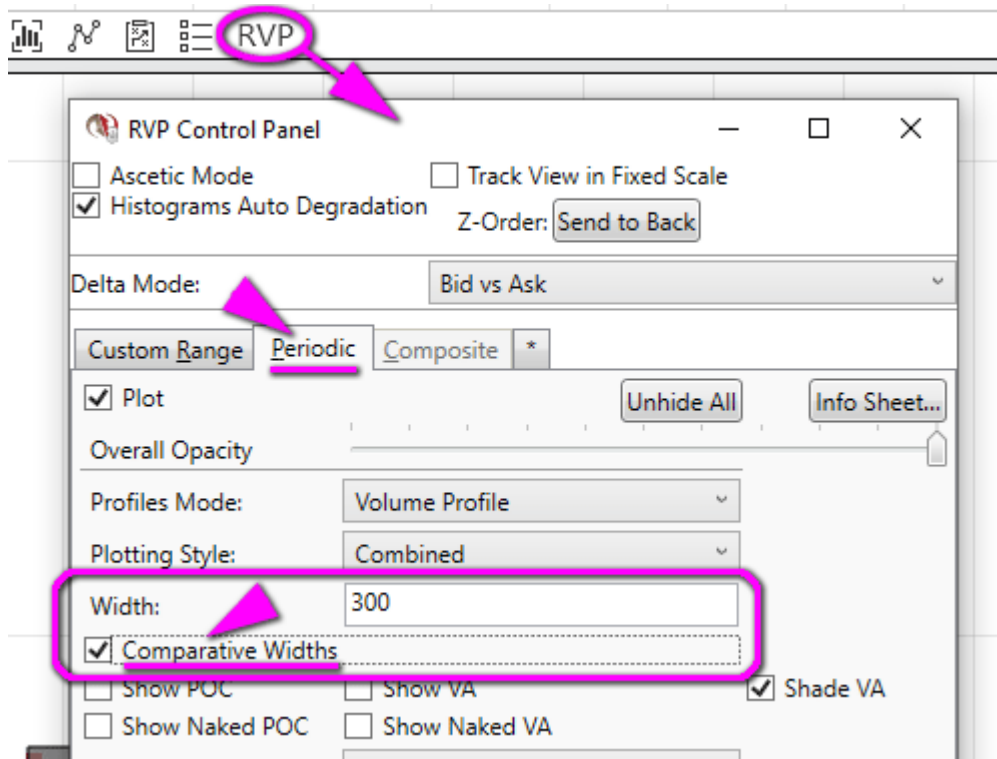 RVP
RVP Control Panel
Ascetic Mode
Track View in Fixed Scale
Histograms Auto Degradation
Z-Order: Send to Back
Delta Mode: Bid vs Ask
Custom Range Periodic Composite *
Plot Unhide All Info Sheet...
Overall Opacity
Profiles Mode: Volume Profile
Plotting Style: Combined
Width: 300
Comparative Widths
Show POC Show VA Shade VA
Show Naked POC Show Naked VA